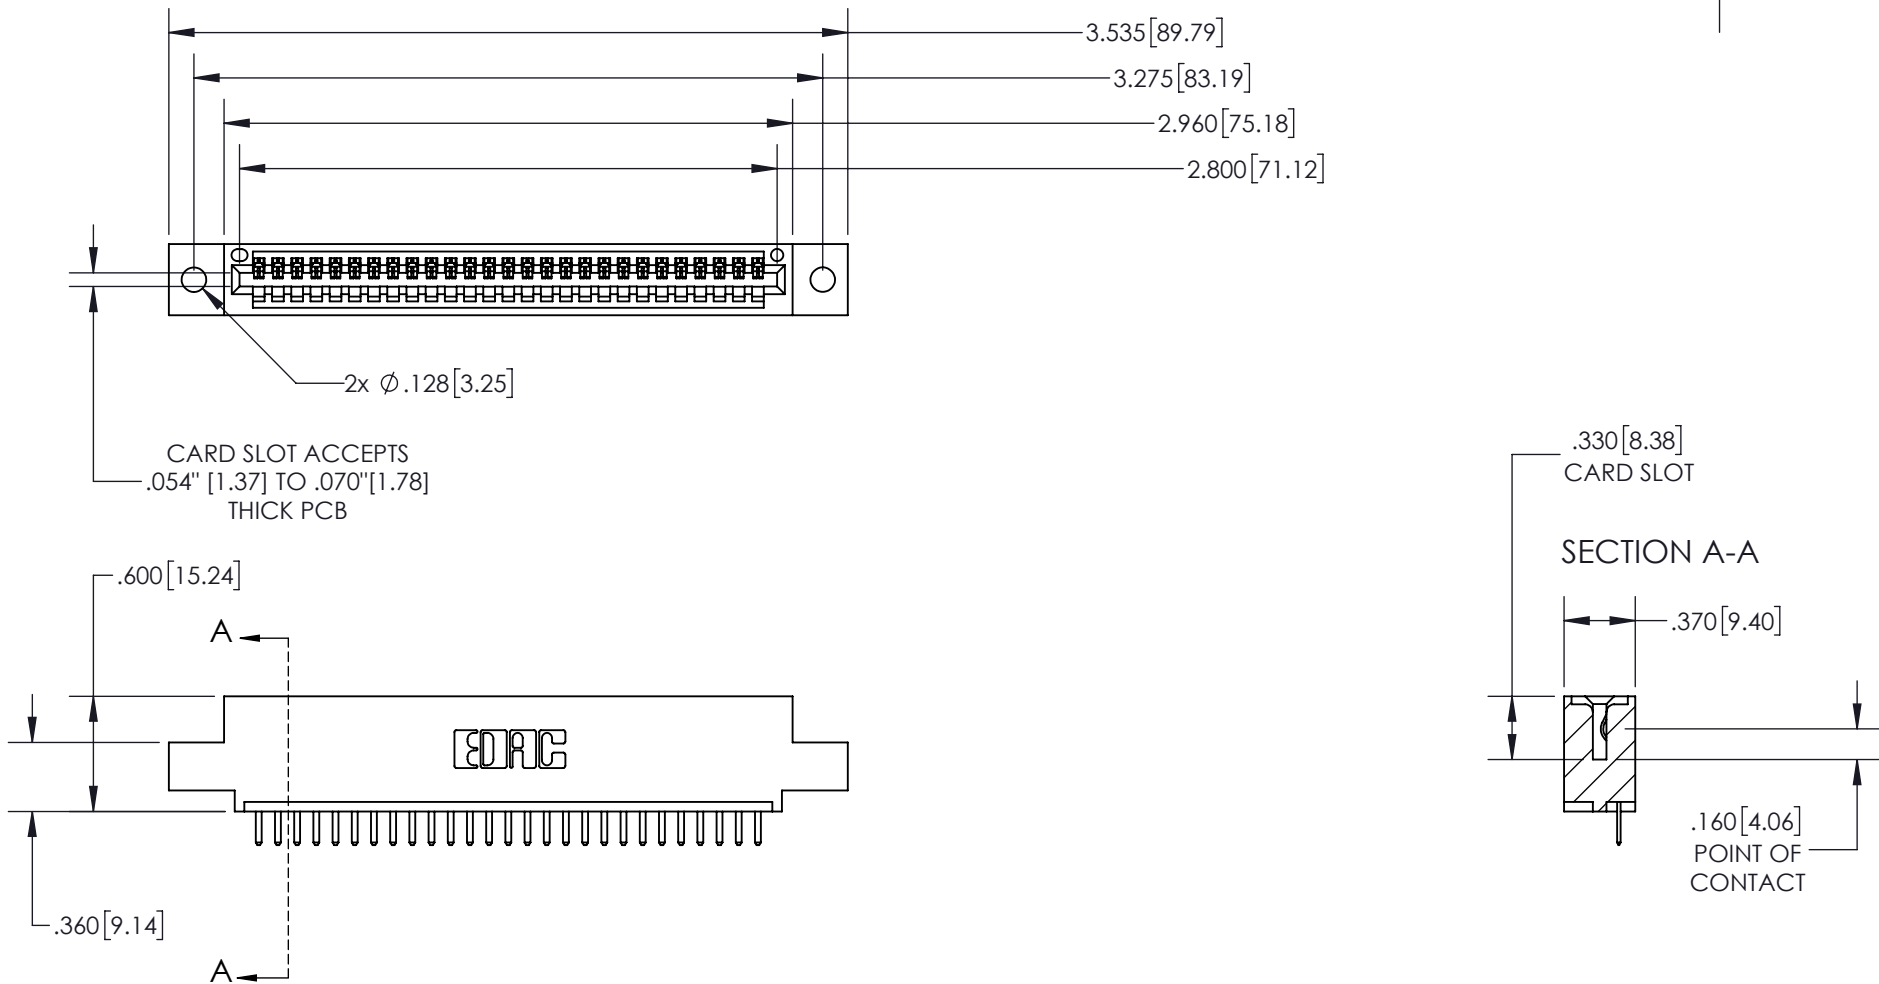 3.535[89.79]
3.275[83.19]
2.960[75.18]
2.800[71.12]
2x Ø.128[3.25]
CARD SLOT ACCEPTS
.054" [1.37] TO .070"[1.78]
THICK PCB
.330[8.38]
CARD SLOT
SECTION A-A
.600[15.24]
.370[9.40]
A
EDAC
.160[4.06]
POINT OF
CONTACT
.360[9.14]
A